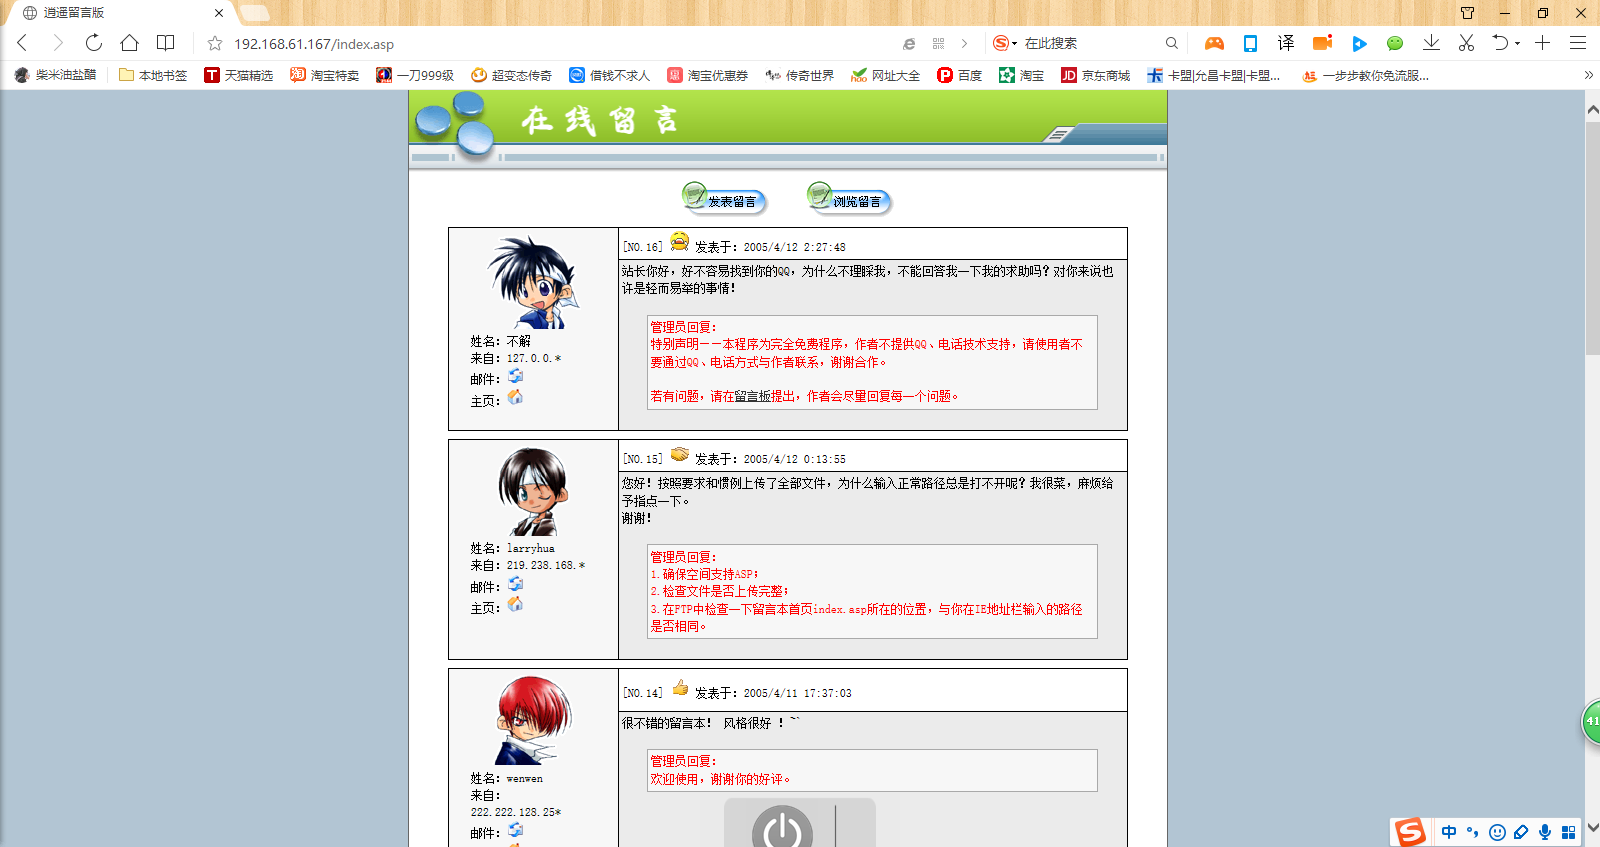 逍遥留言版
192.168.61.167/index.asp
在此搜索
译
柴米油盐醋
本地书签
天猫精选
淘宝特卖
一刀999级
超变态传奇
借钱不求人
淘宝优惠券
传奇世界
网址大全
百度
淘宝
京东商城
卡盟|允昌卡盟|卡盟...
一步步教你免流服...
在线留言
发表留言
浏览留言
[NO.16] 发表于：2005/4/12 2:27:48
站长你好，好不容易找到你的QQ，为什么不理睬我，不能回答我一下我的求助吗？对你来说也
许是轻而易举的事情！
管理员回复：
特别声明－－本程序为完全免费程序，作者不提供QQ、电话技术支持，请使用者不
要通过QQ、电话方式与作者联系，谢谢合作。
若有问题，请在留言板提出，作者会尽量回复每一个问题。
姓名：不解
来自：127.0.0.*
邮件：
主页：
[NO.15] 发表于：2005/4/12 0:13:55
您好！按照要求和惯例上传了全部文件，为什么输入正常路径总是打不开呢？我很菜，麻烦给
予指点一下。
谢谢！
管理员回复：
1.确保空间支持ASP；
2.检查文件是否上传完整；
3.在FTP中检查一下留言本首页index.asp所在的位置，与你在IE地址栏输入的路径
是否相同。
姓名：larryhua
来自：219.238.168.*
邮件：
主页：
[NO.14] 发表于：2005/4/11 17:37:03
很不错的留言本！ 风格很好 ！~`
管理员回复：
欢迎使用，谢谢你的好评。
姓名：wenwen
来自：
222.222.128.25*
邮件：
41
中